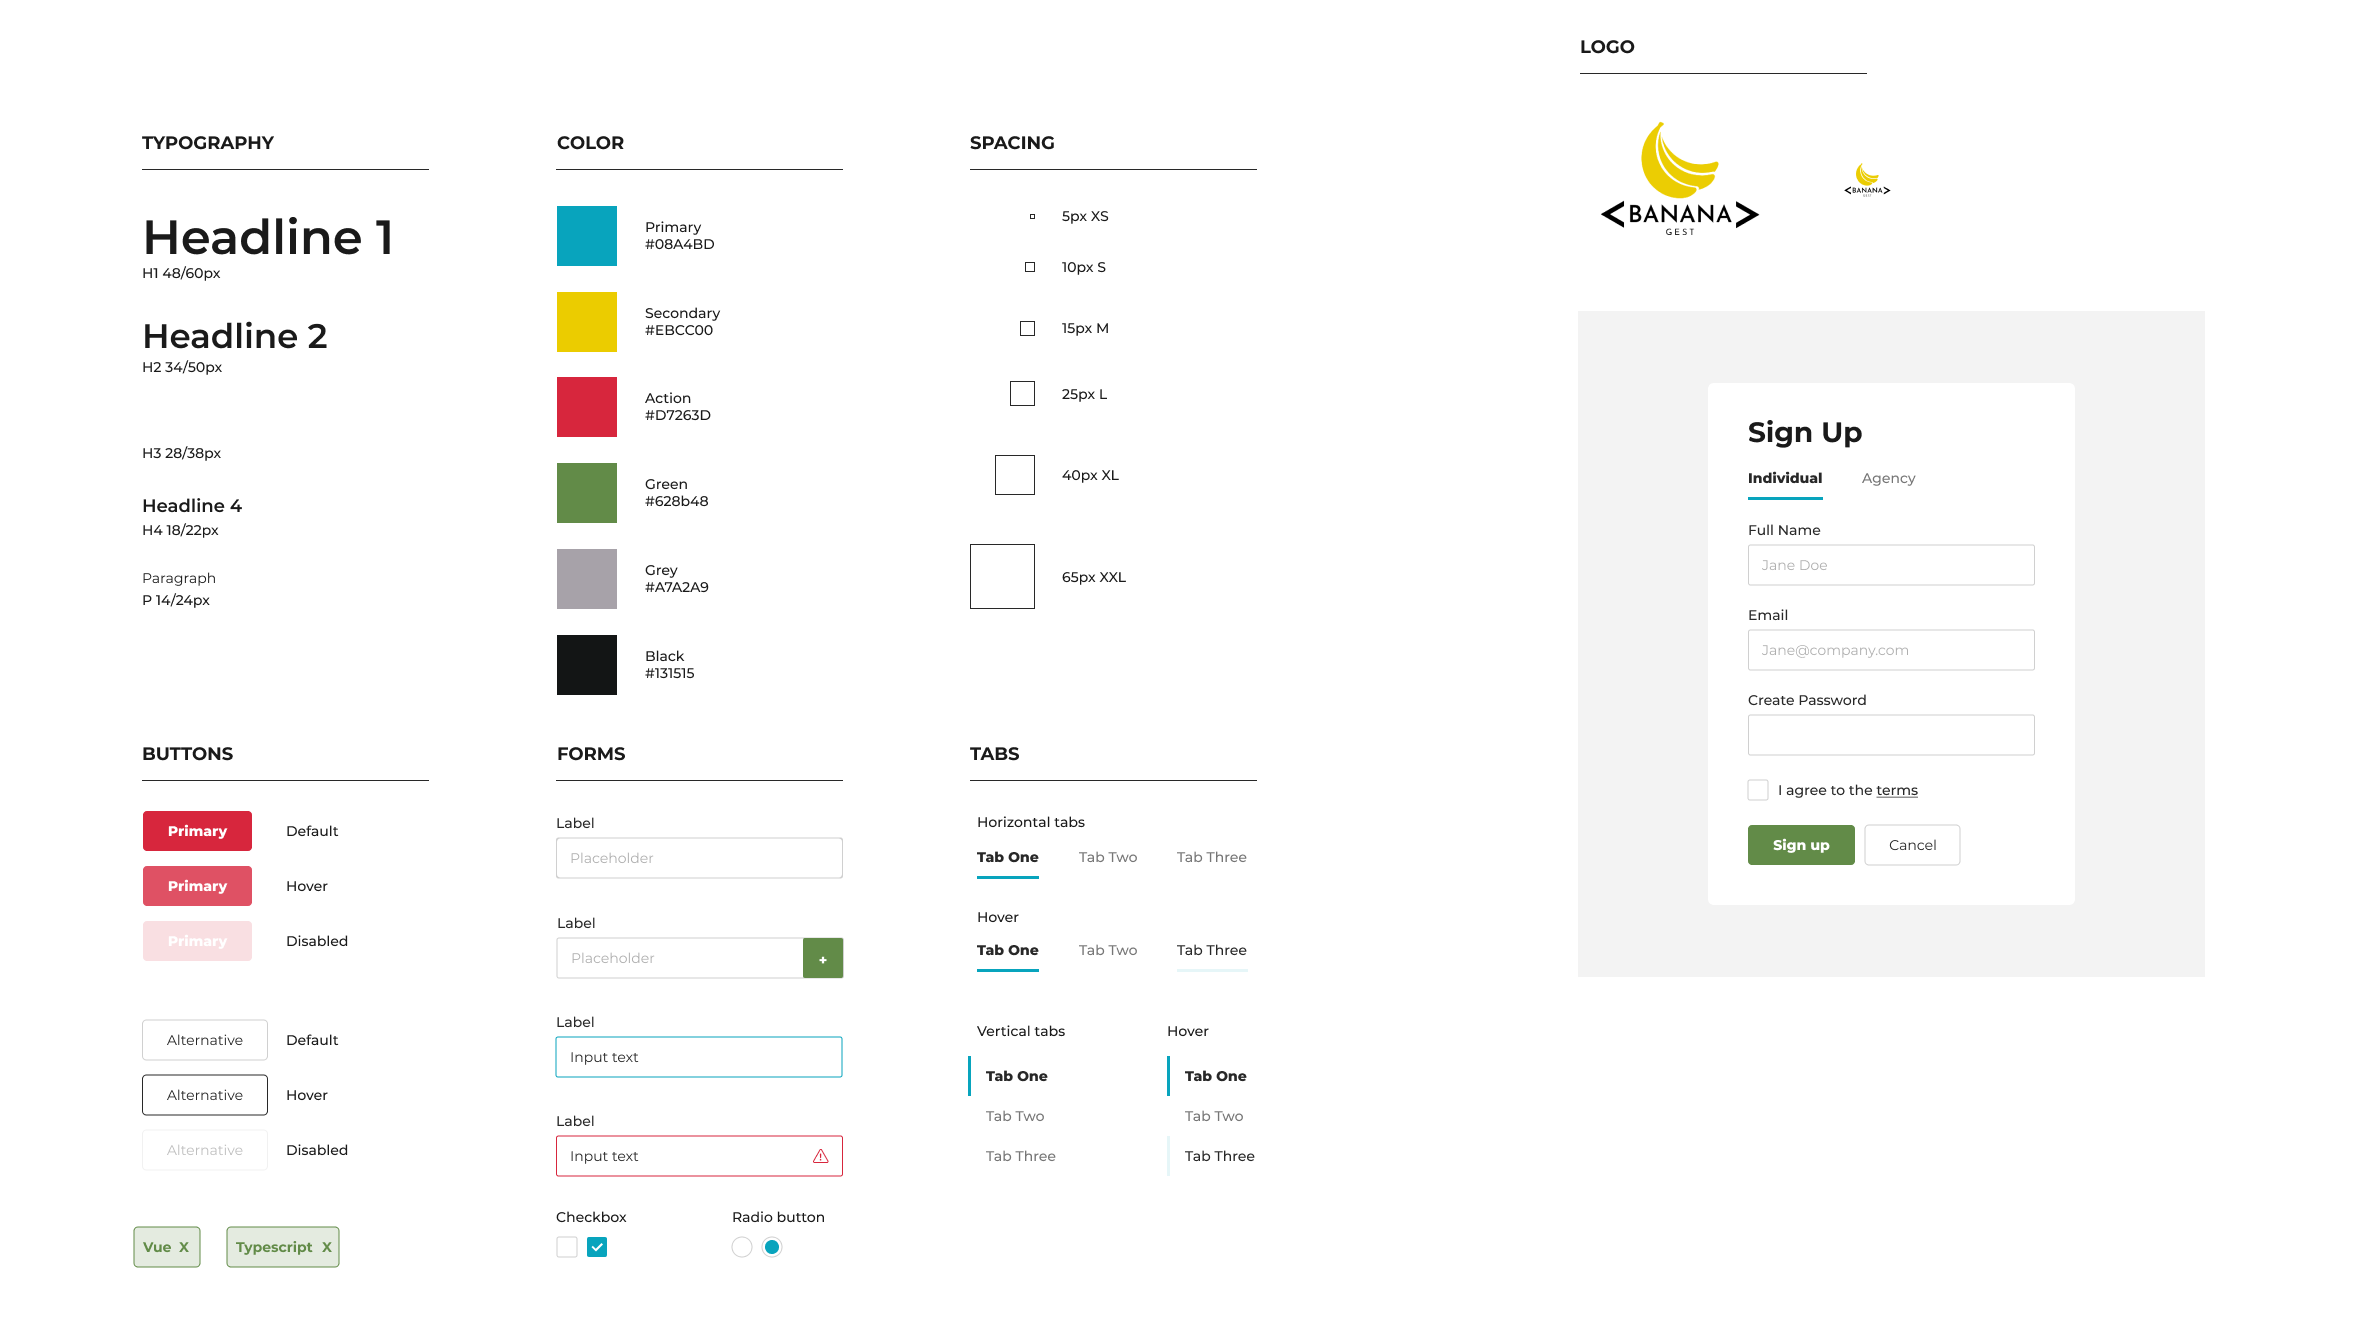 LOGO
<BANANA>
GEST
<BANANA>
GEST
TYPOGRAPHY
Headline 1
H1 48/60px
Headline 2
H2 34/50px
H3 28/38px
Headline 4
H4 18/22px
Paragraph
P 14/24px
COLOR
Primary
#08A4BD
Secondary
#EBCC00
Action
#D7263D
Green
#628b48
Grey
#A7A2A9
Black
#131515
SPACING
5px XS
10px S
15px M
25px L
40px XL
65px XXL
Sign Up
Individual Agency
Full Name
Jane Doe
Email
Jane@company.com
Create Password
I agree to the terms
Sign up Cancel
BUTTONS
Primary Default
Primary Hover
Primary Disabled
Alternative Default
Alternative Hover
Alternative Disabled
Vue X Typescript X
FORMS
Label
Placeholder
Label
Placeholder +
Label
Input text
Label
Input text
Checkbox Radio button
TABS
Horizontal tabs
Tab One Tab Two Tab Three
Hover
Tab One Tab Two Tab Three
Vertical tabs
Tab One
Tab Two
Tab Three
Hover
Tab One
Tab Two
Tab Three